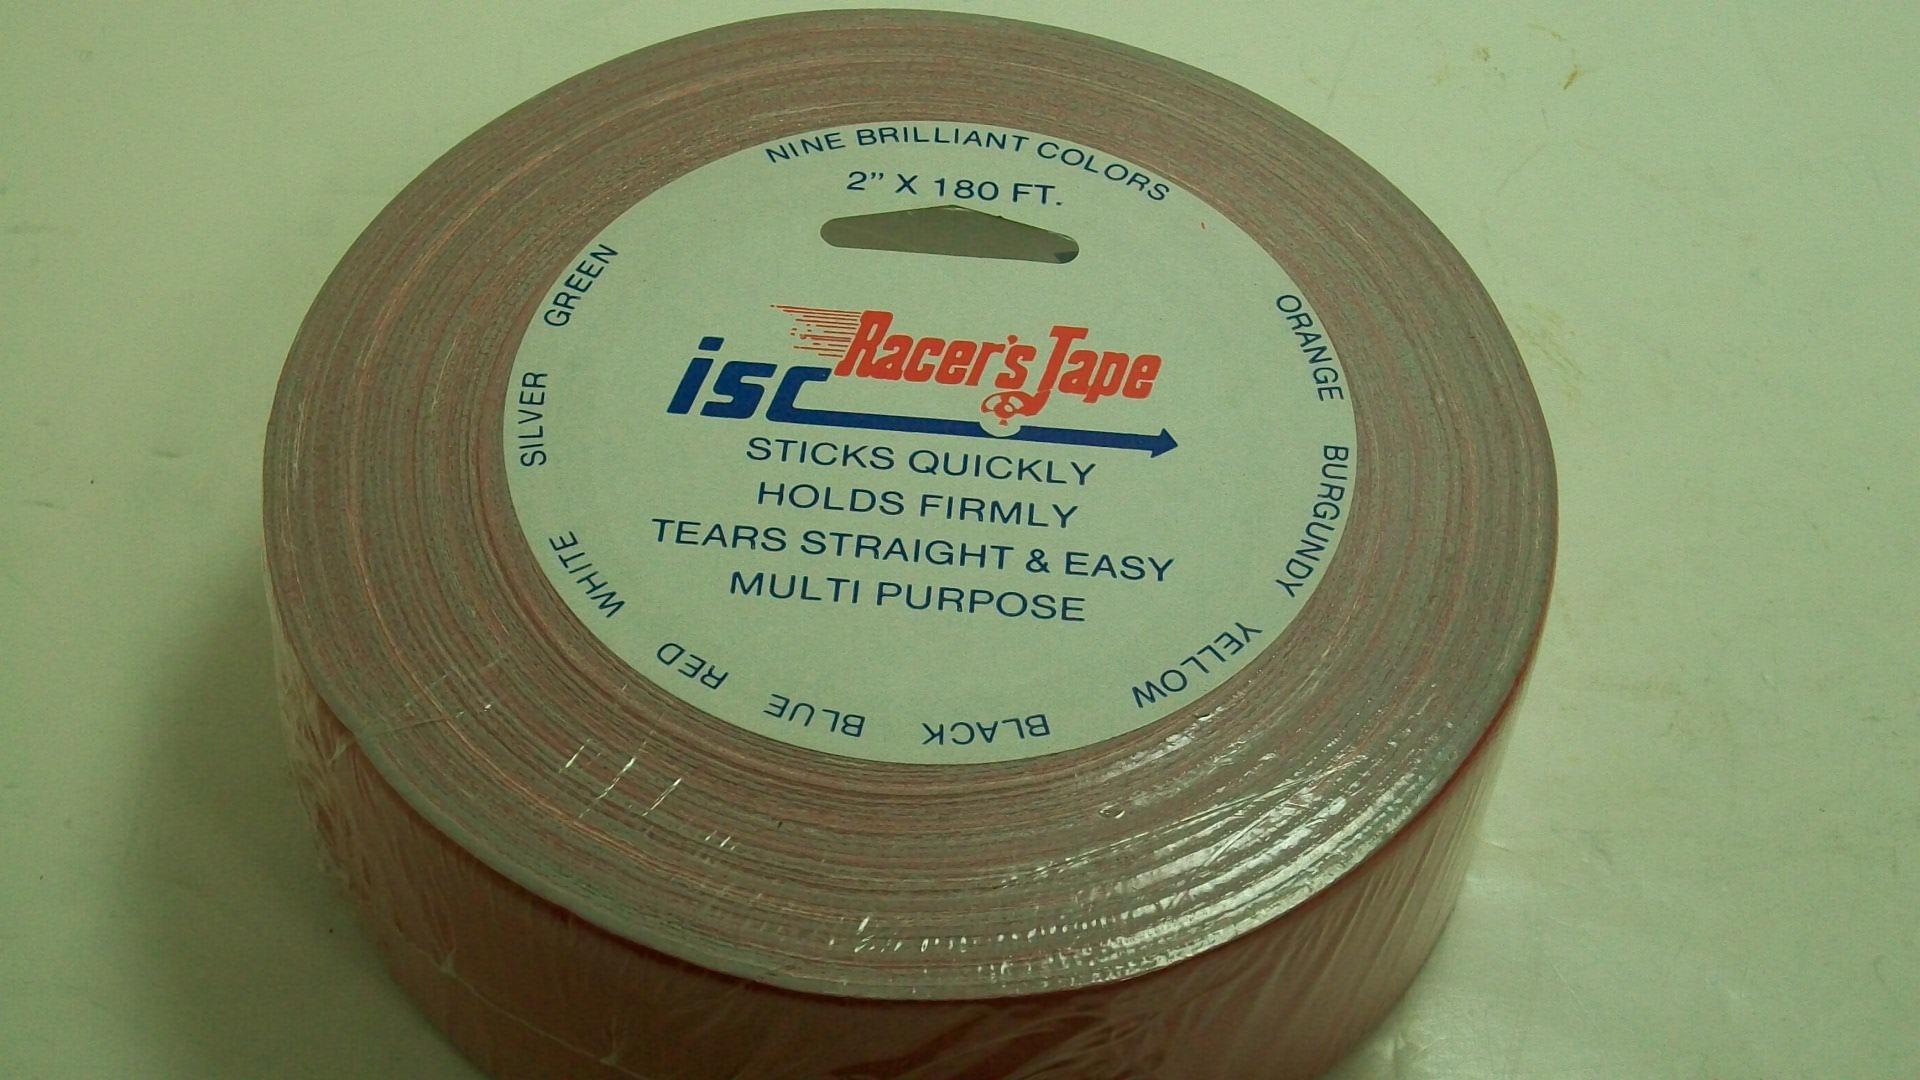 NINE BRILLIANT COLORS
2" X 180 FT.
isc Racer's Tape
STICKS QUICKLY
HOLDS FIRMLY
TEARS STRAIGHT & EASY
MULTI PURPOSE
ORANGE
BURGUNDY
YELLOW
BLACK
BLUE
RED
WHITE
SILVER
GREEN